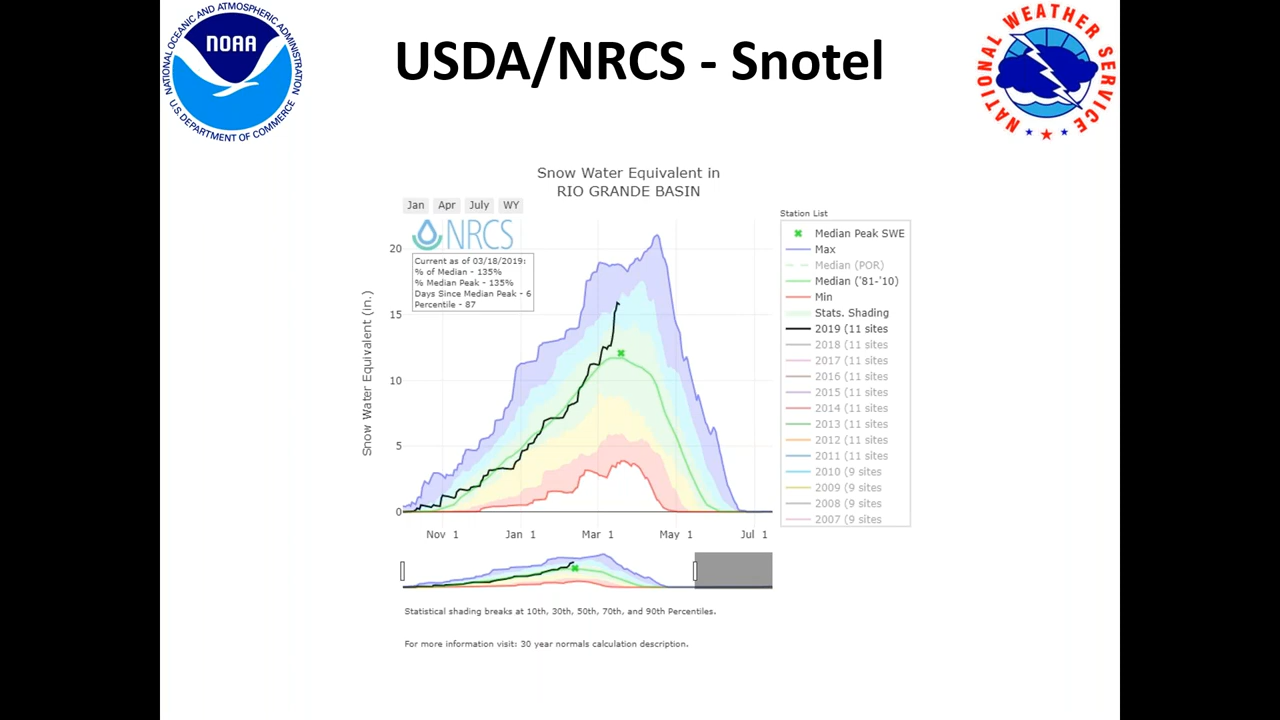 NATIONAL OCEANIC AND ATMOSPHERIC ADMINISTRATION
NOAA
U.S. DEPARTMENT OF COMMERCE
USDA/NRCS - Snotel
NATIONAL WEATHER SERVICE
Snow Water Equivalent in
RIO GRANDE BASIN
Jan Apr July WY
NRCS
Current as of 03/18/2019:
% of Median - 135%
% Median Peak - 135%
Days Since Median Peak - 6
Percentile - 87
Snow Water Equivalent (in.)
20
15
10
5
0
Nov 1 Jan 1 Mar 1 May 1 Jul 1
Station List
Median Peak SWE
Max
Median (POR)
Median ('81-'10)
Min
Stats. Shading
2019 (11 sites
2018 (11 sites
2017 (11 sites
2016 (11 sites
2015 (11 sites
2014 (11 sites
2013 (11 sites
2012 (11 sites
2011 (11 sites
2010 (9 sites
2009 (9 sites
2008 (9 sites
2007 (9 sites
Statistical shading breaks at 10th, 30th, 50th, 70th, and 90th Percentiles.
For more information visit: 30 year normals calculation description.